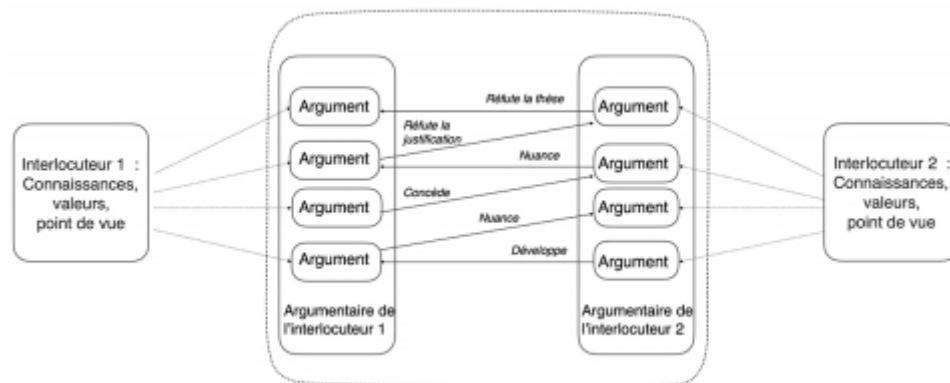 Interlocuteur 1 :
Connaissances,
valeurs,
point de vue
Argument
Argument
Argument
Argument
Argumentaire de
l'interlocuteur 1
Réfute la thèse
Réfute la
justification
Nuance
Concède
Nuance
Développe
Argument
Argument
Argument
Argument
Argumentaire de
l'interlocuteur 2
Interlocuteur 2 :
Connaissances,
valeurs,
point de vue